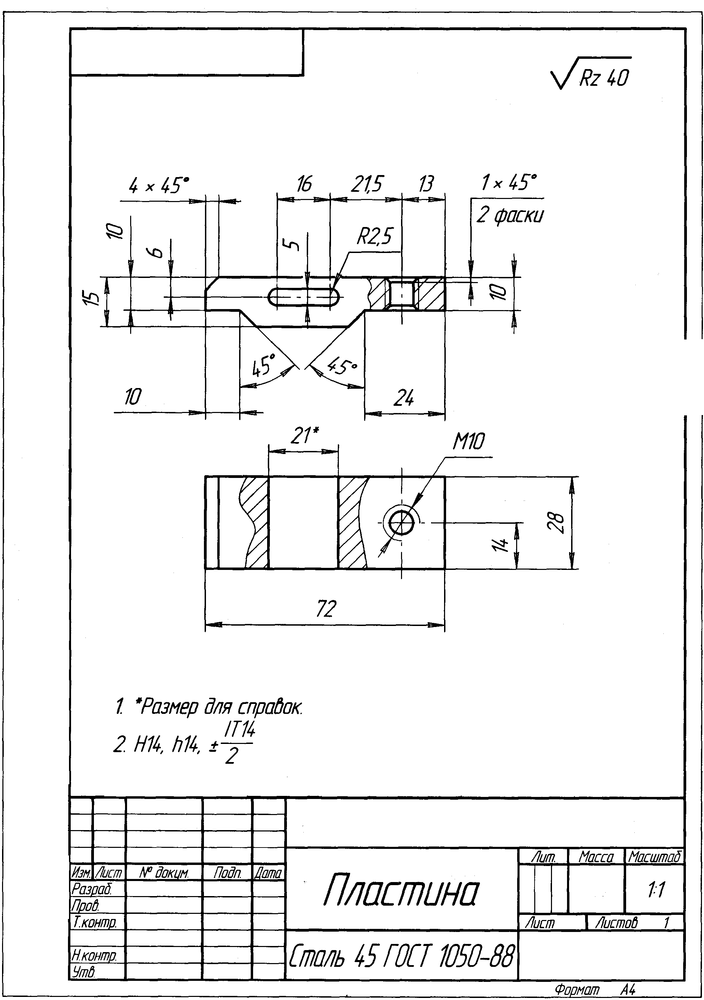 Rz 40
4 × 45°
16
21,5
13
1 × 45°
2 фаски
10
6
5
R2,5
15
10
45°
45°
10
24
21*
M10
28
14
72
1. *Размер для справок.
2. H14, h14, ± IT14
2
Лит. Масса Масштаб
Изм. Лист № докум. Подп. Дата
Разраб.
Пров.
Т.контр.
Н.контр.
Утв.
Пластина
1:1
Лист Листов 1
Сталь 45 ГОСТ 1050-88
Формат А4